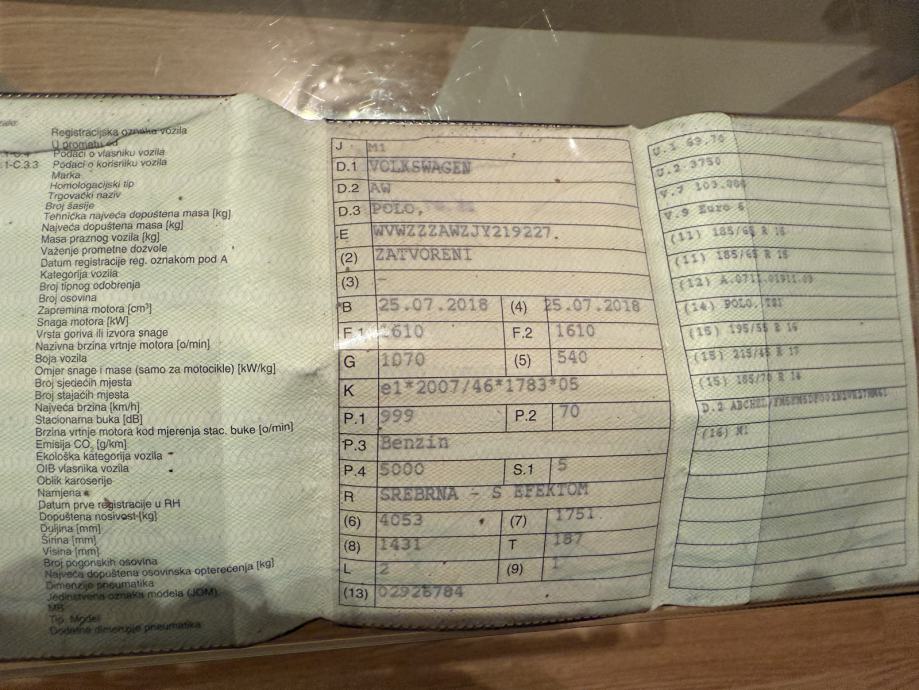 Registracijska oznaka vozila
U prometu od
Podaci o vlasniku vozila
1-C.3.3 Podaci o korisniku vozila
Marka
Homologacijski tip
Trgovački naziv
Broj šasije
Tehnička najveća dopuštena masa [kg]
Najveća dopuštena masa [kg]
Masa praznog vozila [kg]
Važenje prometne dozvole
Datum registracije reg. oznakom pod A
Kategorija vozila
Broj tipnog odobrenja
Broj osovina
Zapremina motora [cm³]
Snaga motora [kW]
Vrsta goriva ili izvora snage
Nazivna brzina vrtnje motora [o/min]
Boja vozila
Omjer snage i mase (samo za motocikle) [kW/kg]
Broj sjedećih mjesta
Broj stajaćih mjesta
Najveća brzina [km/h]
Stacionarna buka [dB]
Brzina vrtnje motora kod mjerenja stac. buke [o/min]
Emisija CO₂ [g/km]
Ekološka kategorija vozila
OIB vlasnika vozila
Oblik karoserije
Namjena
Datum prve registracije u RH
Dopuštena nosivost [kg]
Duljina [mm]
Širina [mm]
Visina [mm]
Broj pogonskih osovina
Najveća dopuštena osovinska opterećenja [kg]
Dimenzije pneumatika
Jedinstvena oznaka modela (JOM)
MB
Tip, Model
Dodatne dimenzije pneumatika
J M1
D.1 VOLKSWAGEN
D.2 AW
D.3 POLO,
E WVWZZZAWZJY219227
(2) ZATVORENI
(3) -
B 25.07.2018 (4) 25.07.2018
F.1 1610 F.2 1610
G 1070 (5) 540
K e1*2007/46*1783*05
P.1 999 P.2 70
P.3 Benzin
P.4 5000 S.1 5
R SREBRNA - S EFEKTOM
(6) 4053 (7) 1751
(8) 1431 T 187
L 2 (9) 1
(13) 02926784
U.1 69.70
U.2 3750
V.7 103.000
V.9 Euro 6
(11) 185/65 R 15
(11) 185/65 R 15
(12)
(14) POLO, TSI
(15) 195/55 R 16
(15) 215/45 R 17
(15) 185/70 R 14
D.2
(16) M1